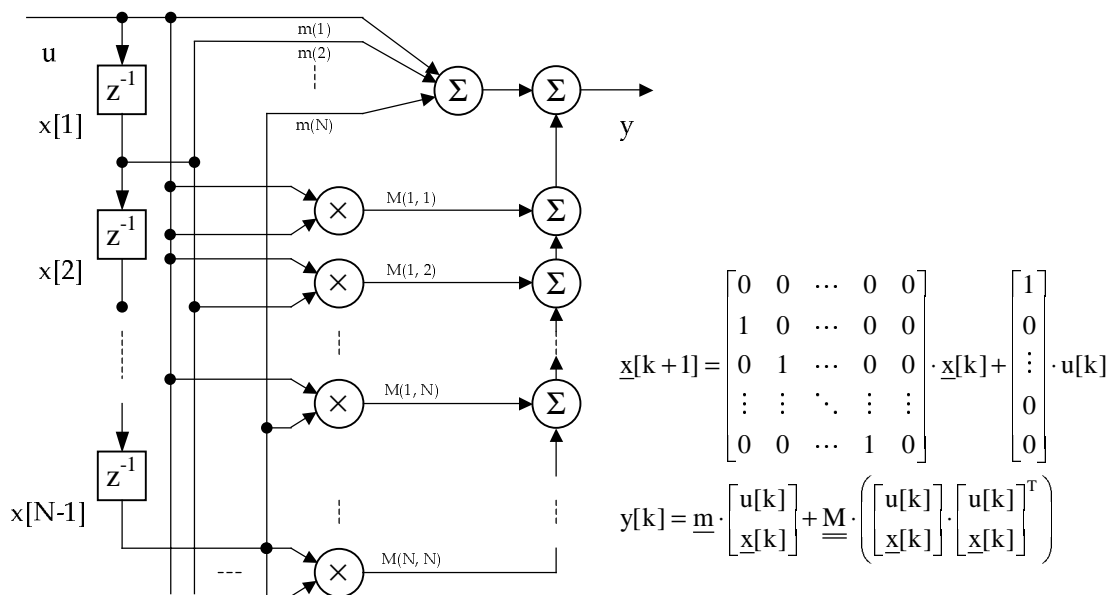 u
z⁻¹
x[1]
z⁻¹
x[2]
z⁻¹
x[N-1]
m(1)
m(2)
m(N)
Σ Σ
y
× M(1, 1) Σ
× M(1, 2) Σ
× M(1, N) Σ
× M(N, N)
x[k + 1] = [0 0 ⋯ 0 0; 1 0 ⋯ 0 0; 0 1 ⋯ 0 0; ⋮ ⋮ ⋱ ⋮ ⋮; 0 0 ⋯ 1 0] · x[k] + [1; 0; ⋮; 0; 0] · u[k]
y[k] = m · [u[k]; x[k]] + M · ([u[k]; x[k]] · [u[k]; x[k]]ᵀ)